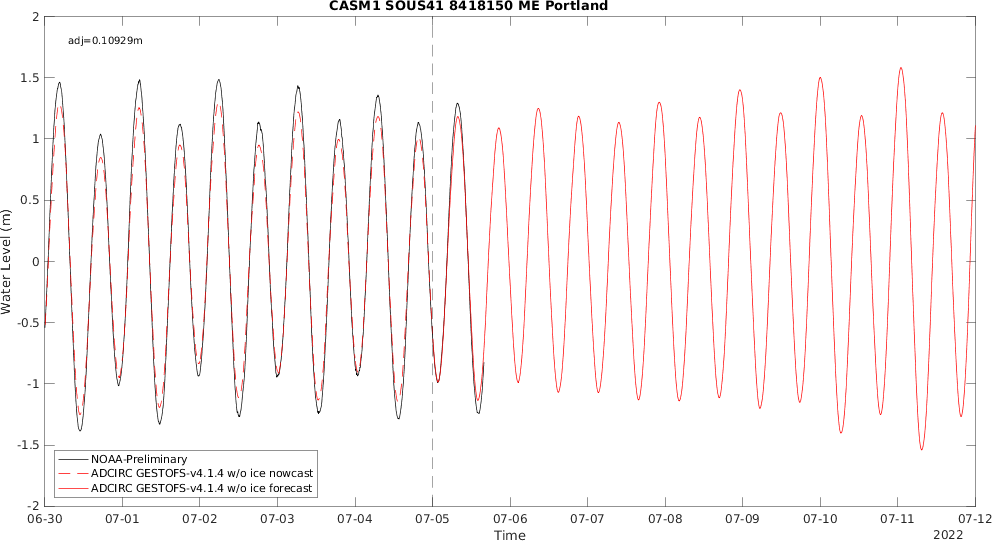 CASM1 SOUS41 8418150 ME Portland
adj=0.10929m
2
1.5
1
0.5
0
-0.5
-1
-1.5
-2
Water Level (m)
NOAA-Preliminary
ADCIRC GESTOFS-v4.1.4 w/o ice nowcast
ADCIRC GESTOFS-v4.1.4 w/o ice forecast
06-30 07-01 07-02 07-03 07-04 07-05 07-06 07-07 07-08 07-09 07-10 07-11 07-12
Time
2022